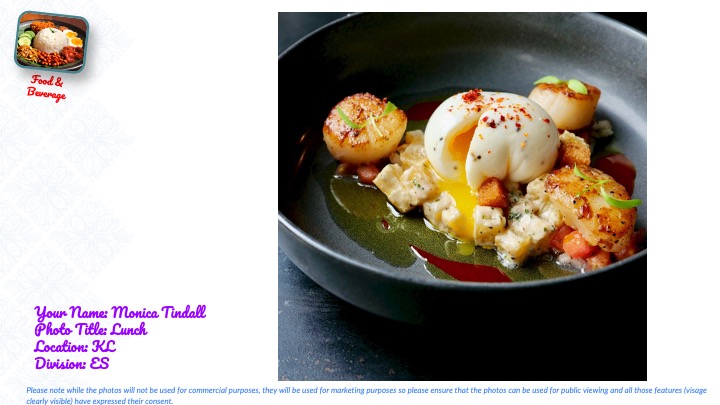 Food &
Beverage
Your Name: Monica Tindall
Photo Title: Lunch
Location: KL
Division: ES
Please note while the photos will not be used for commercial purposes, they will be used for marketing purposes so please ensure that the photos can be used for public viewing and all those features (visage
clearly visible) have expressed their consent.